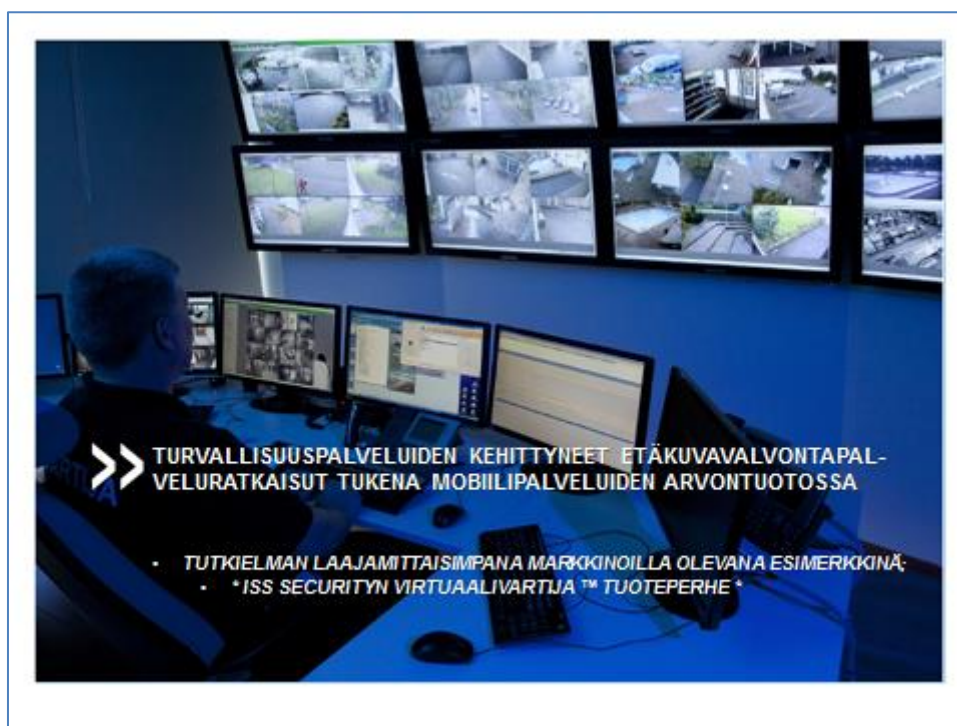 TURVALLISUUSPALVELUIDEN KEHITTYNEET ETÄKUVAVALVONTAPAL-
VELURATKAISUT TUKENA MOBIILIPALVELUIDEN ARVONTUOTOSSA
• TUTKIELMAN LAAJAMITTAISIMPANA MARKKINOILLA OLEVANA ESIMERKKINÄ;
• * ISS SECURITYN VIRTUAALIVARTIJA ™ TUOTEPERHE *